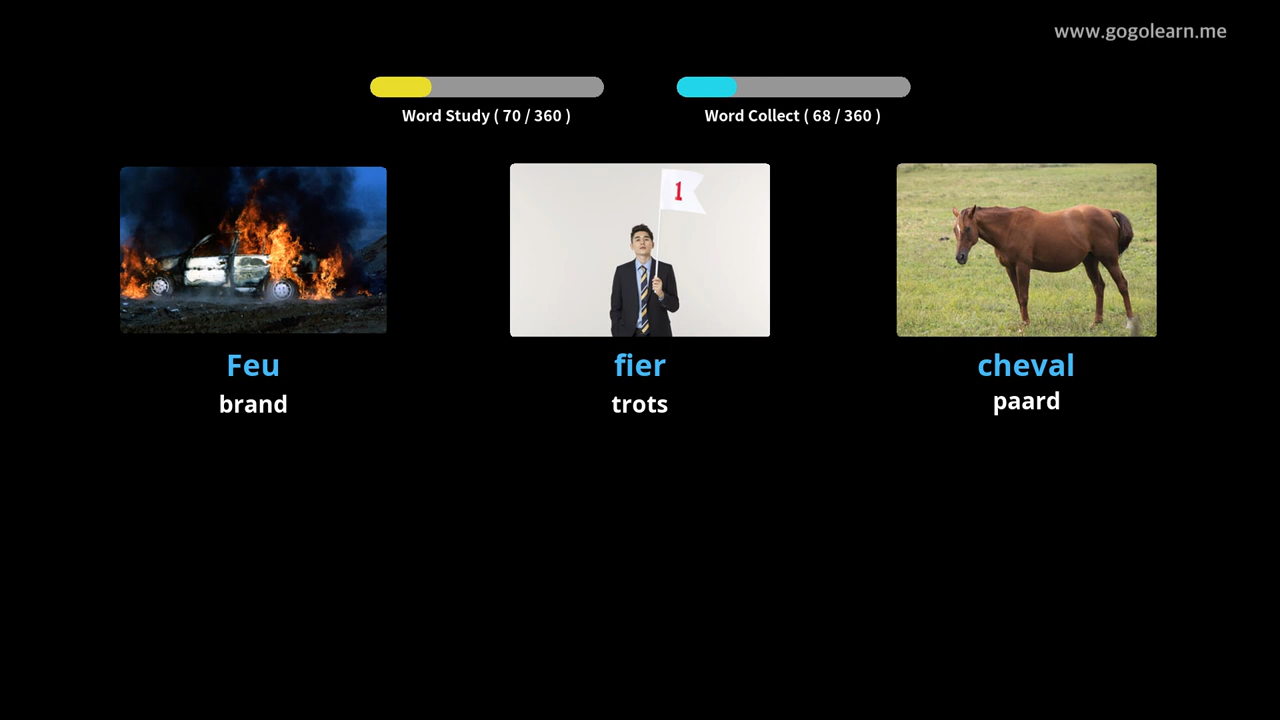 www.gogolearn.me
Word Study ( 70 / 360 )
Word Collect ( 68 / 360 )
1
Feu
brand
fier
trots
cheval
paard